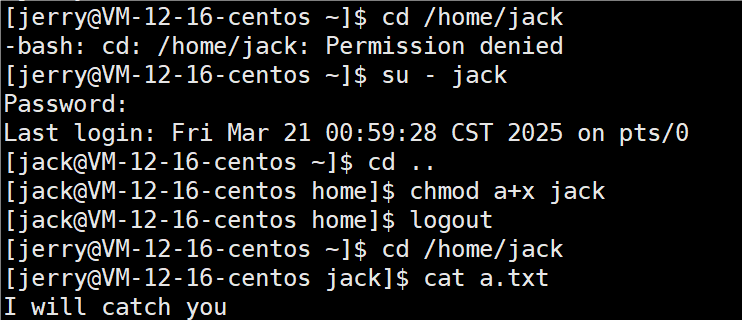 [jerry@VM-12-16-centos ~]$ cd /home/jack
-bash: cd: /home/jack: Permission denied
[jerry@VM-12-16-centos ~]$ su - jack
Password:
Last login: Fri Mar 21 00:59:28 CST 2025 on pts/0
[jack@VM-12-16-centos ~]$ cd ..
[jack@VM-12-16-centos home]$ chmod a+x jack
[jack@VM-12-16-centos home]$ logout
[jerry@VM-12-16-centos ~]$ cd /home/jack
[jerry@VM-12-16-centos jack]$ cat a.txt
I will catch you